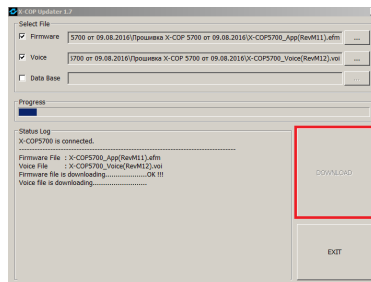 X-COP Updater 1.7
Select File
Firmware 5700 от 09.08.2016\Прошивка X-COP 5700 от 09.08.2016\X-COP5700_App(RevM11).efm ...
Voice 5700 от 09.08.2016\Прошивка X-COP 5700 от 09.08.2016\X-COP5700_Voice(RevM12).voi ...
Data Base ...
Progress
Status Log
X-COP5700 is connected.
--------------------------------------------------------------
Firmware File : X-COP5700_App(RevM11).efm
Voice File : X-COP5700_Voice(RevM12).voi
Firmware file is downloading....................OK !!!
Voice file is downloading..........................
DOWNLOAD
EXIT